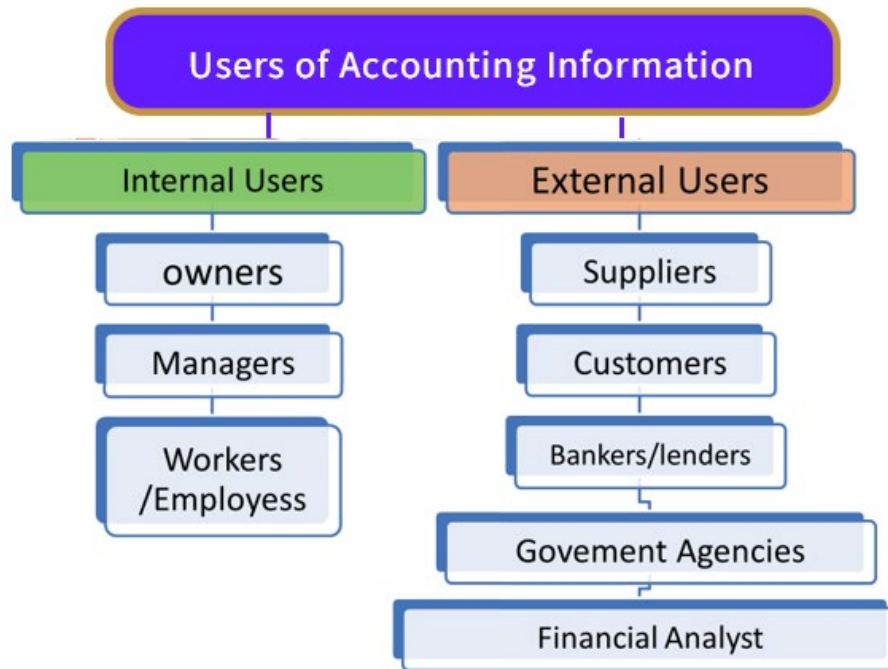 Users of Accounting Information
Internal Users
owners
Managers
Workers
/Employess
External Users
Suppliers
Customers
Bankers/lenders
Govement Agencies
Financial Analyst